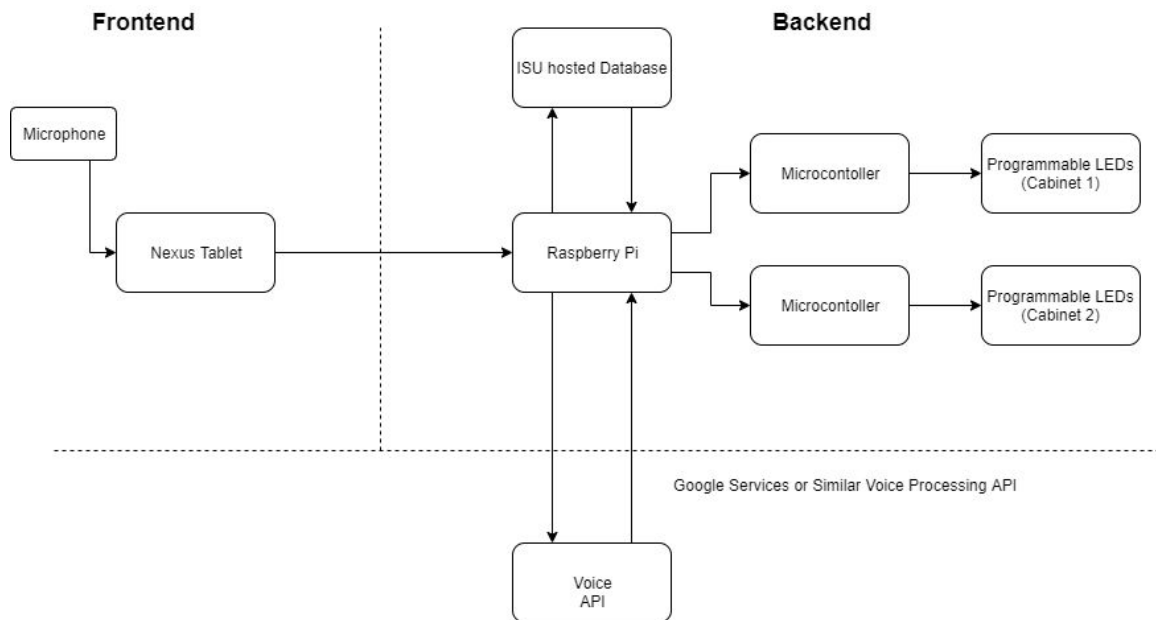 Frontend
Backend
ISU hosted Database
Microphone
Microcontoller
Programmable LEDs
(Cabinet 1)
Nexus Tablet
Raspberry Pi
Microcontoller
Programmable LEDs
(Cabinet 2)
Google Services or Similar Voice Processing API
Voice
API